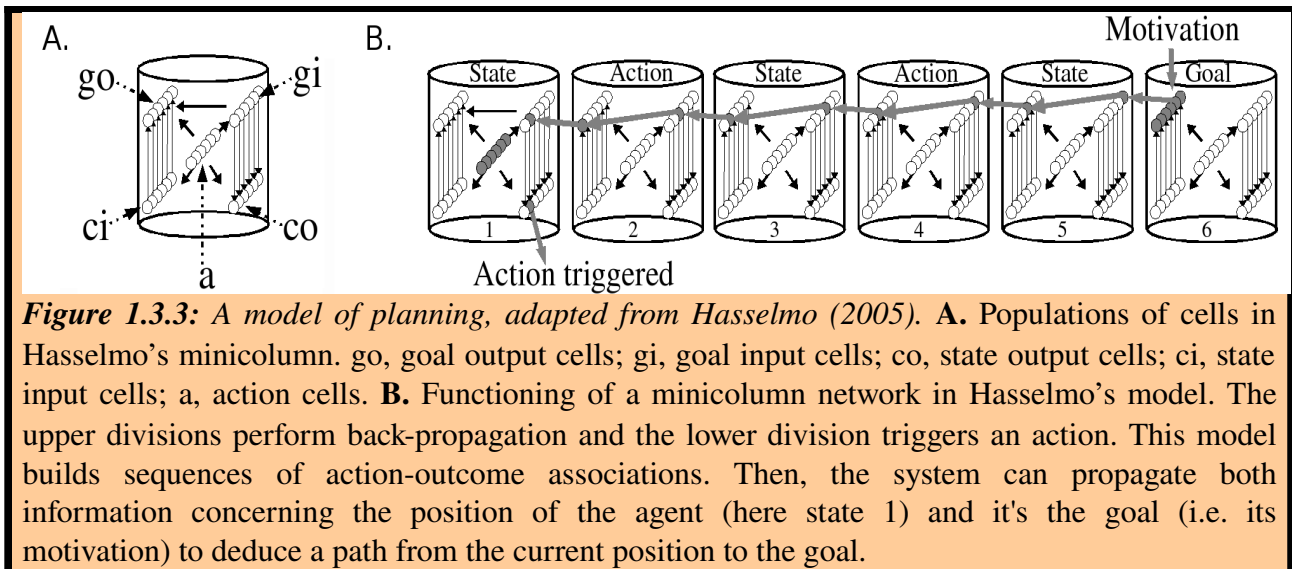 A.
B.
Motivation
go
gi
State
Action
State
Action
State
Goal
ci
co
1
2
3
4
5
6
a
Action triggered
Figure 1.3.3: A model of planning, adapted from Hasselmo (2005). A. Populations of cells in
Hasselmo's minicolumn. go, goal output cells; gi, goal input cells; co, state output cells; ci, state
input cells; a, action cells. B. Functioning of a minicolumn network in Hasselmo's model. The
upper divisions perform back-propagation and the lower division triggers an action. This model
builds sequences of action-outcome associations. Then, the system can propagate both
information concerning the position of the agent (here state 1) and it's the goal (i.e. its
motivation) to deduce a path from the current position to the goal.